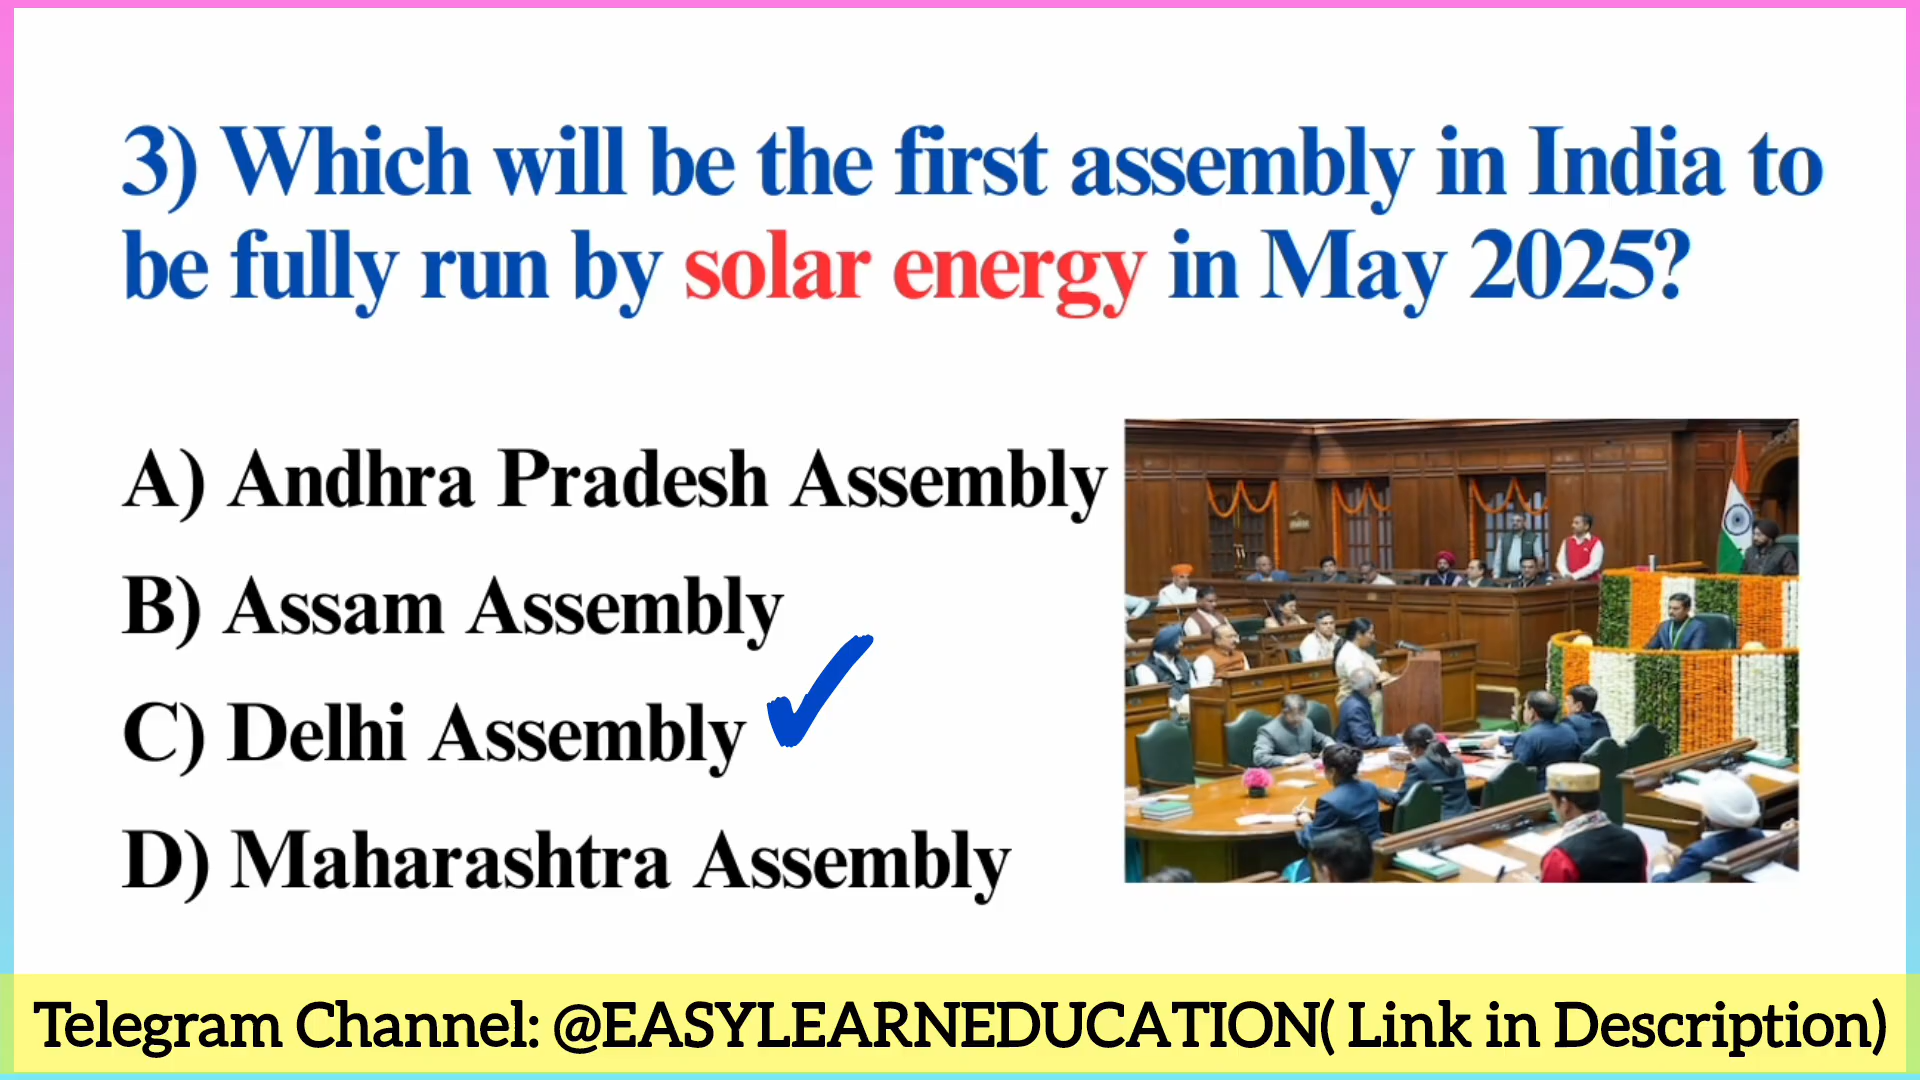 3) Which will be the first assembly in India to
be fully run by solar energy in May 2025?
A) Andhra Pradesh Assembly
B) Assam Assembly
C) Delhi Assembly
D) Maharashtra Assembly
Telegram Channel: @EASYLEARNEDUCATION( Link in Description)